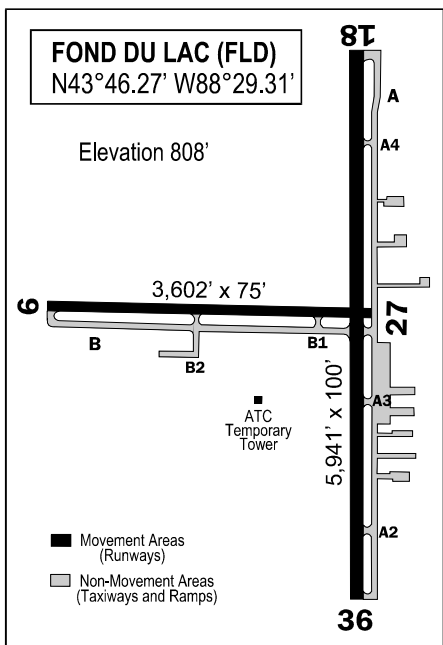 FOND DU LAC (FLD)
N43°46.27' W88°29.31'
18
Elevation 808'
A
A4
3,602' x 75'
9
27
B
B1
B2
ATC
Temporary
Tower
5,941' x 100'
A3
A2
Movement Areas
(Runways)
Non-Movement Areas
(Taxiways and Ramps)
36